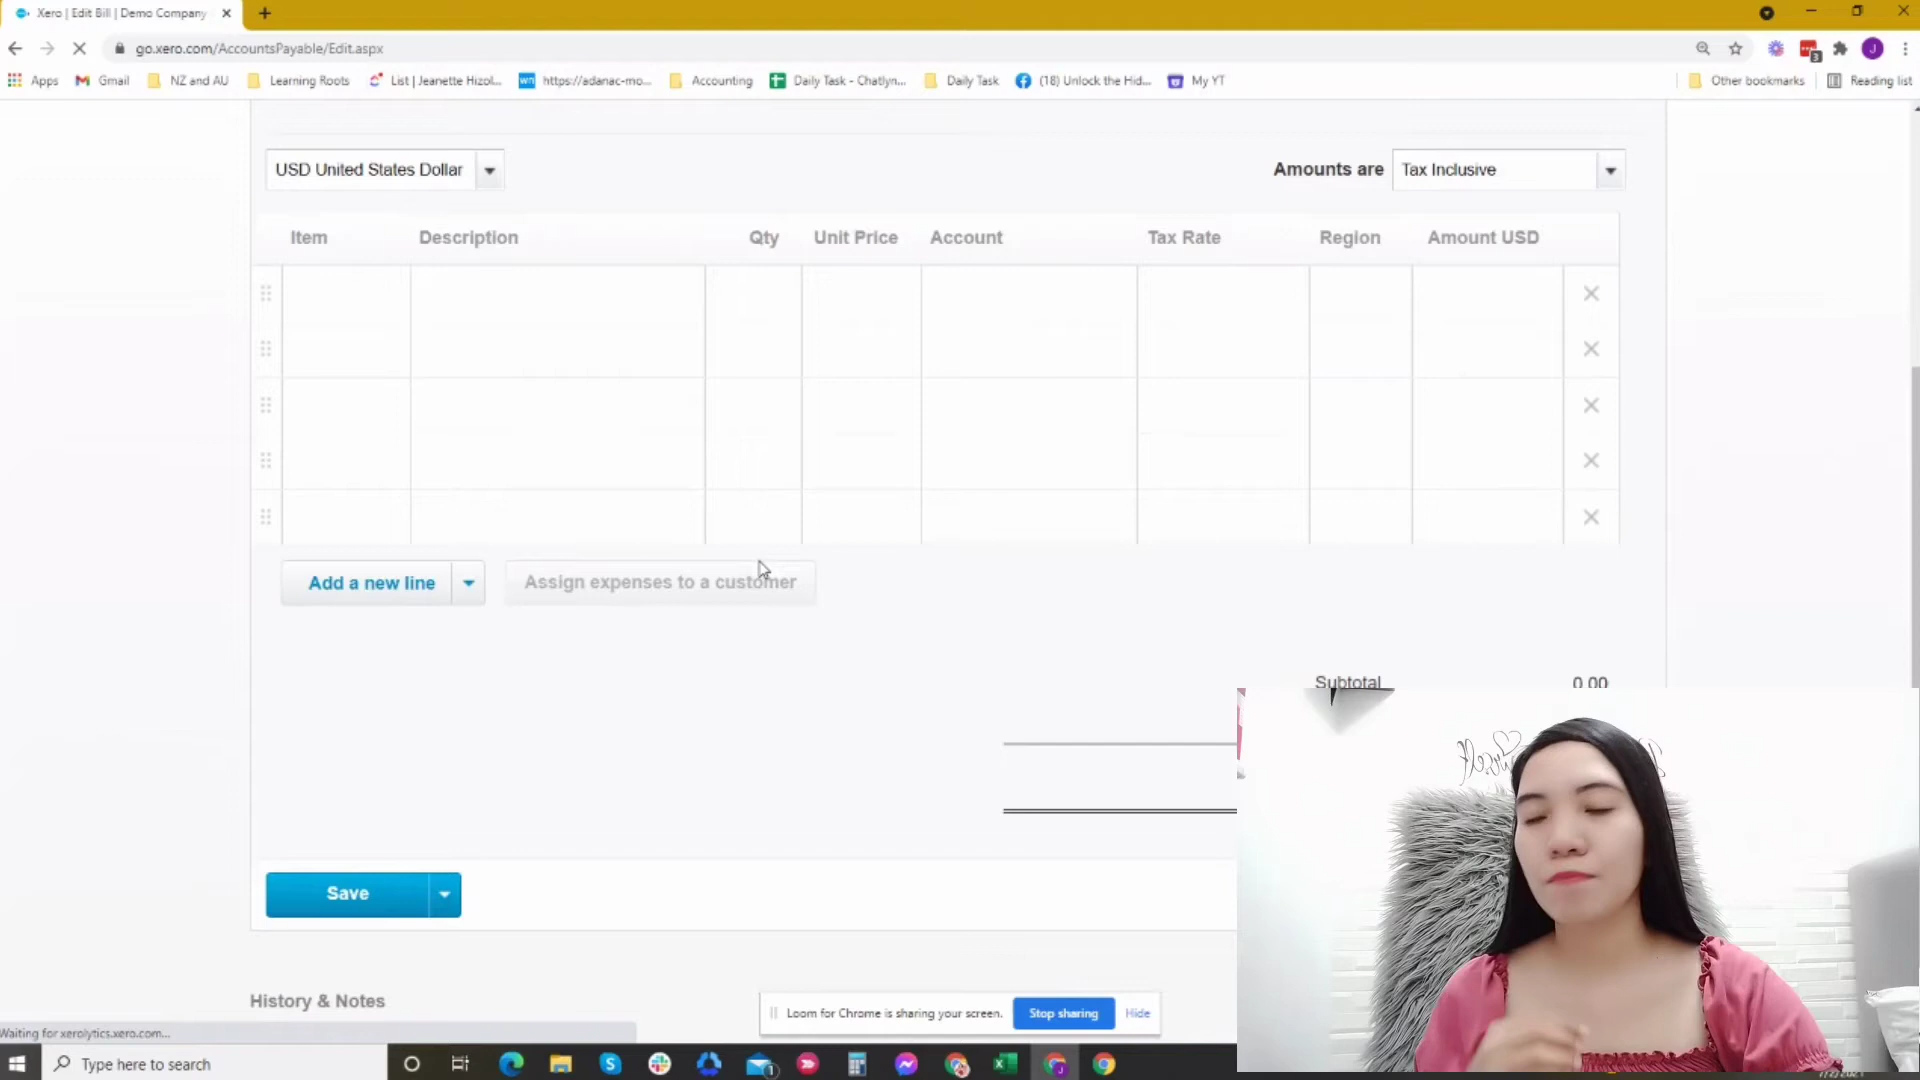 Xero | Edit Bill | Demo Company
go.xero.com/AccountsPayable/Edit.aspx
3
J
Apps
Gmail
NZ and AU
Learning Roots
List | Jeanette Hizol...
wn
https://adanac-mo...
Accounting
Daily Task - Chatlyn...
Daily Task
(18) Unlock the Hid...
My YT
Other bookmarks
Reading list
USD United States Dollar
Amounts are
Tax Inclusive
Item
Description
Qty
Unit Price
Account
Tax Rate
Region
Amount USD
Add a new line
Assign expenses to a customer
Subtotal
0.00
Save
History & Notes
Loom for Chrome is sharing your screen.
Stop sharing
Hide
Waiting for xerolytics.xero.com...
Type here to search